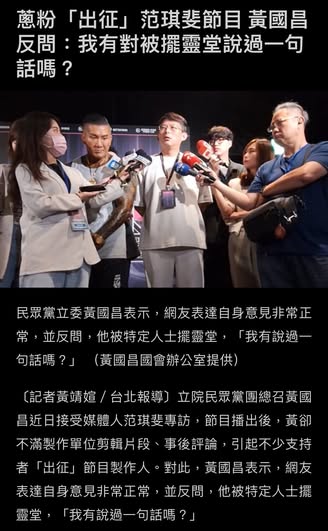 蔥粉「出征」范琪斐節目 黃國昌
反問：我有對被擺靈堂說過一句
話嗎？
民眾黨立委黃國昌表示，網友表達自身意見非常正
常，並反問，他被特定人士擺靈堂，「我有說過一
句話嗎？」（黃國昌國會辦公室提供）
〔記者黃靖媗／台北報導〕立院民眾黨團總召黃國
昌近日接受媒體人范琪斐專訪，節目播出後，黃卻
不滿製作單位剪輯片段、事後評論，引起不少支持
者「出征」節目製作人。對此，黃國昌表示，網友
表達自身意見非常正常，並反問，他被特定人士擺
靈堂，「我有說過一句話嗎？」